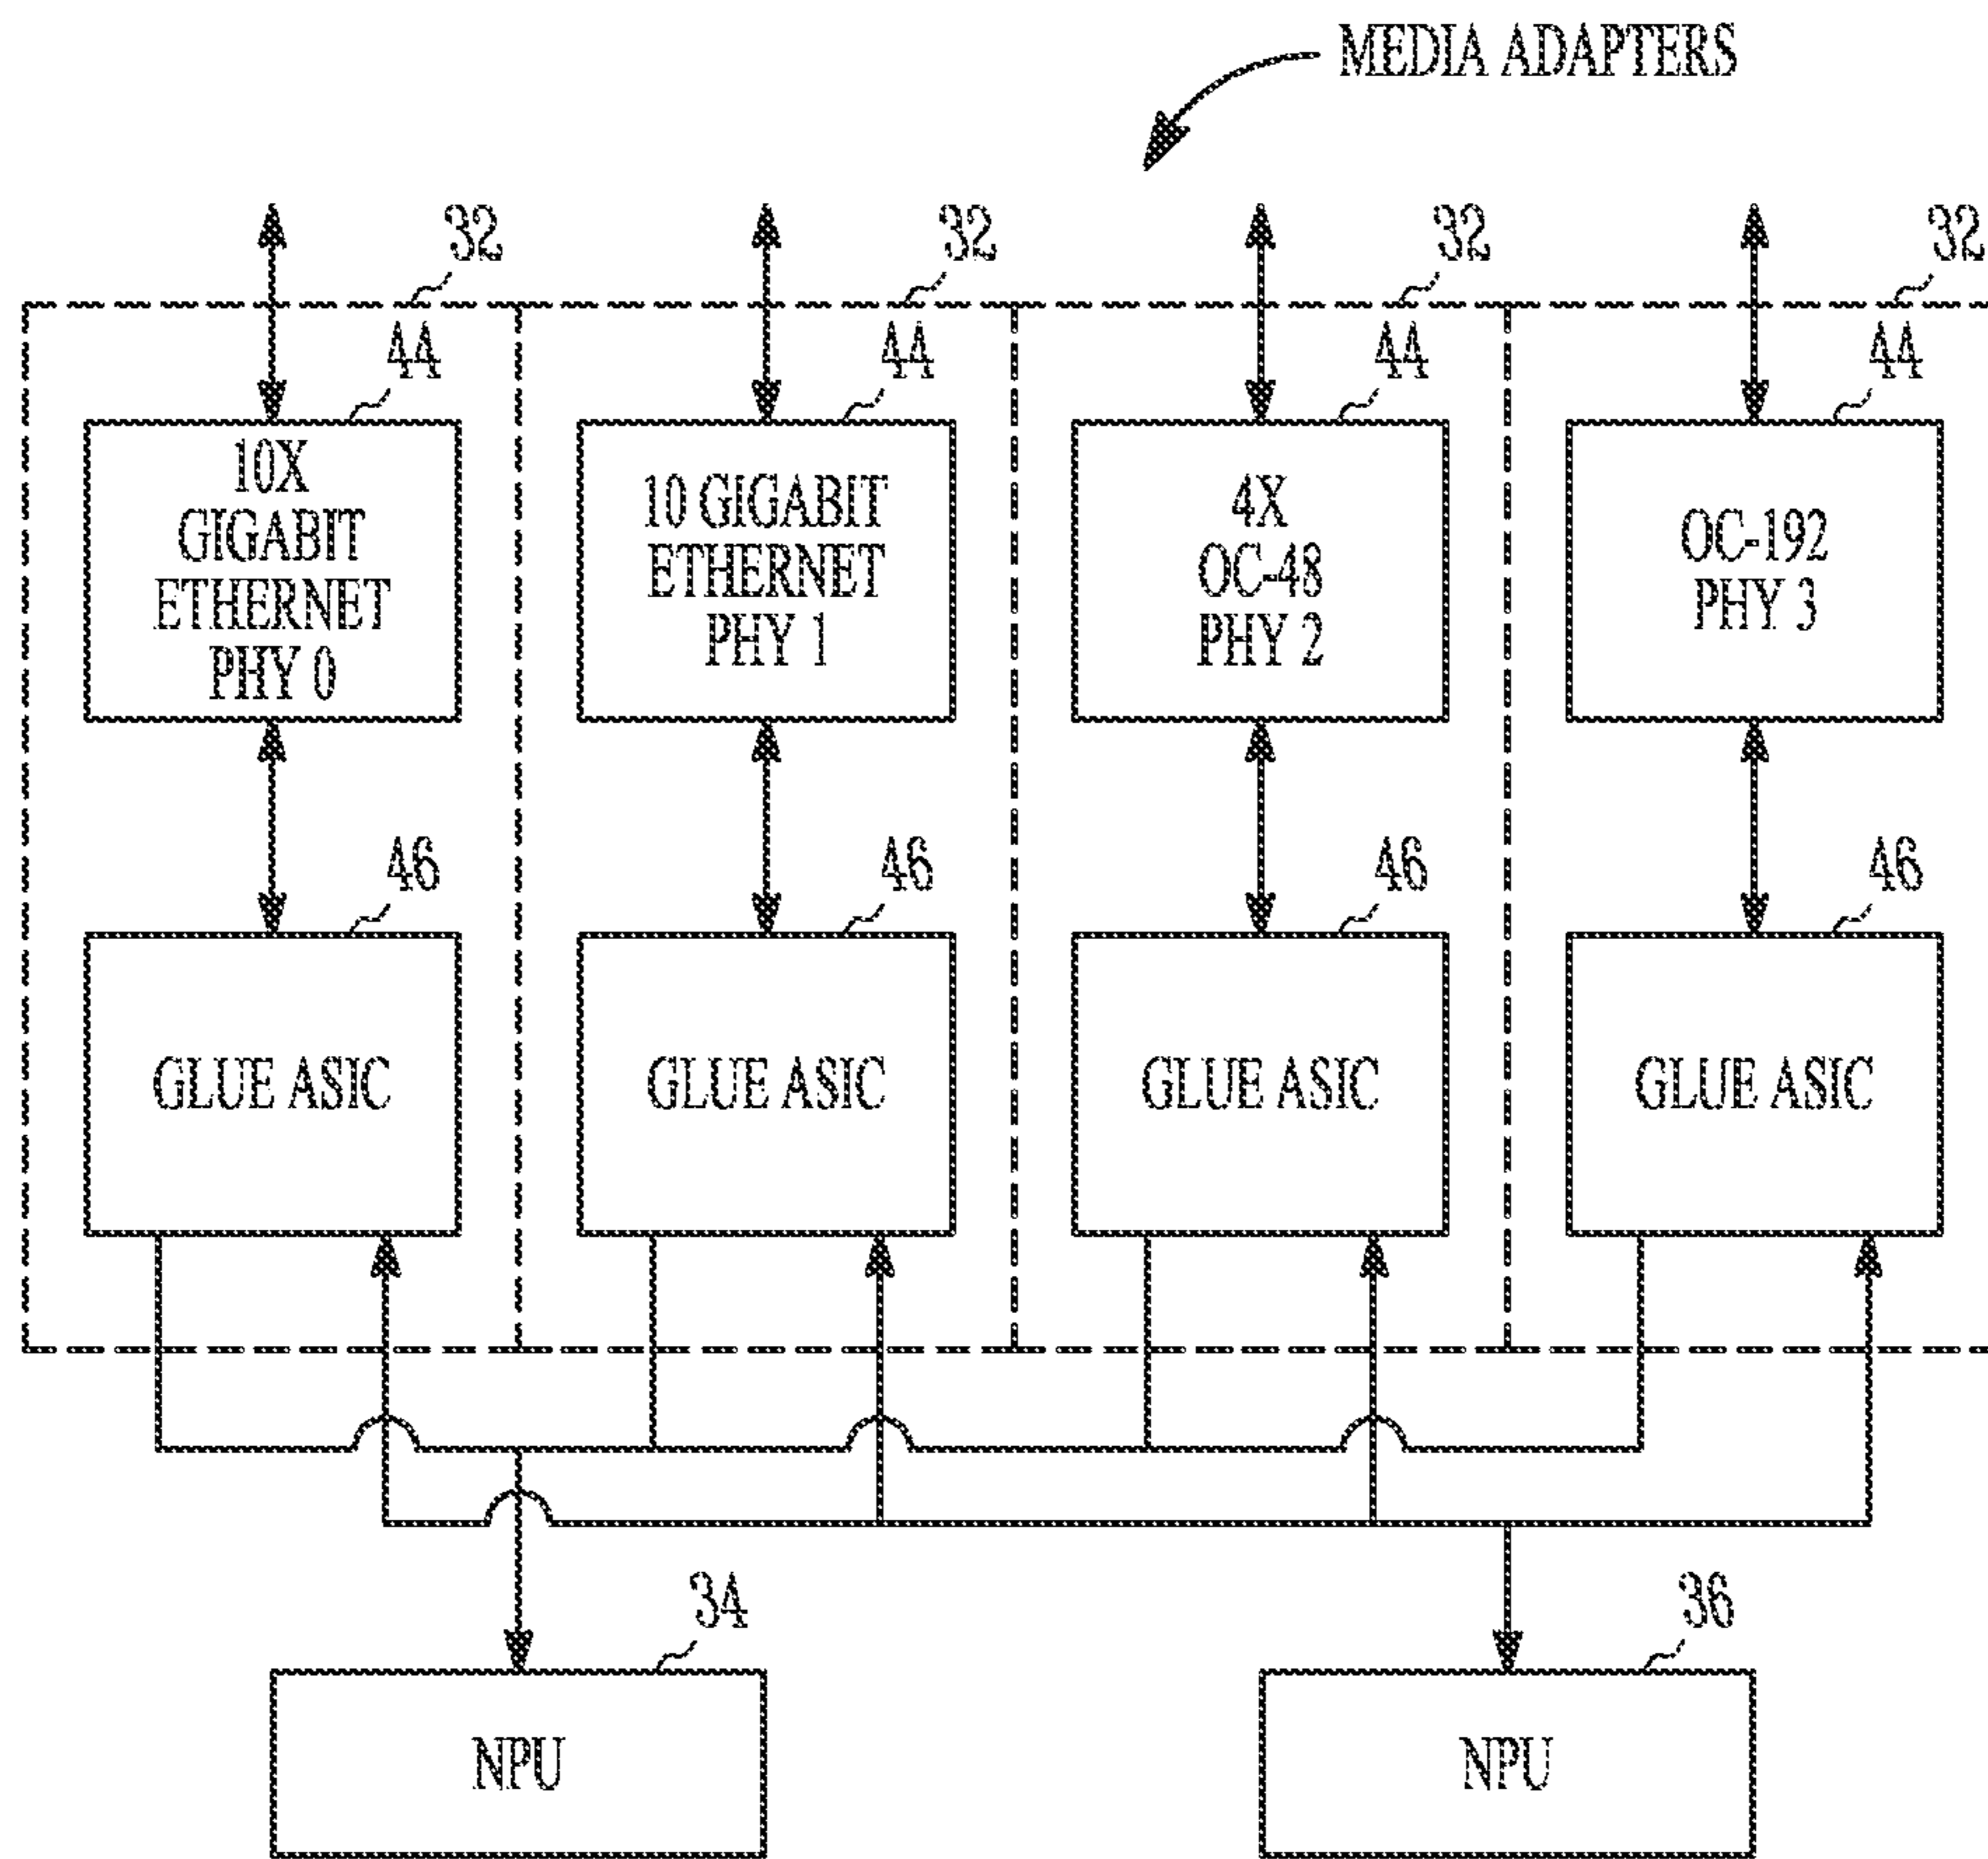 MEDIA ADAPTERS
32 32 32 32
44 44 44 44
10X
GIGABIT
ETHERNET
PHY 0
10 GIGABIT
ETHERNET
PHY 1
4X
OC-48
PHY 2
OC-192
PHY 3
46 46 46 46
GLUE ASIC GLUE ASIC GLUE ASIC GLUE ASIC
34 36
NPU NPU